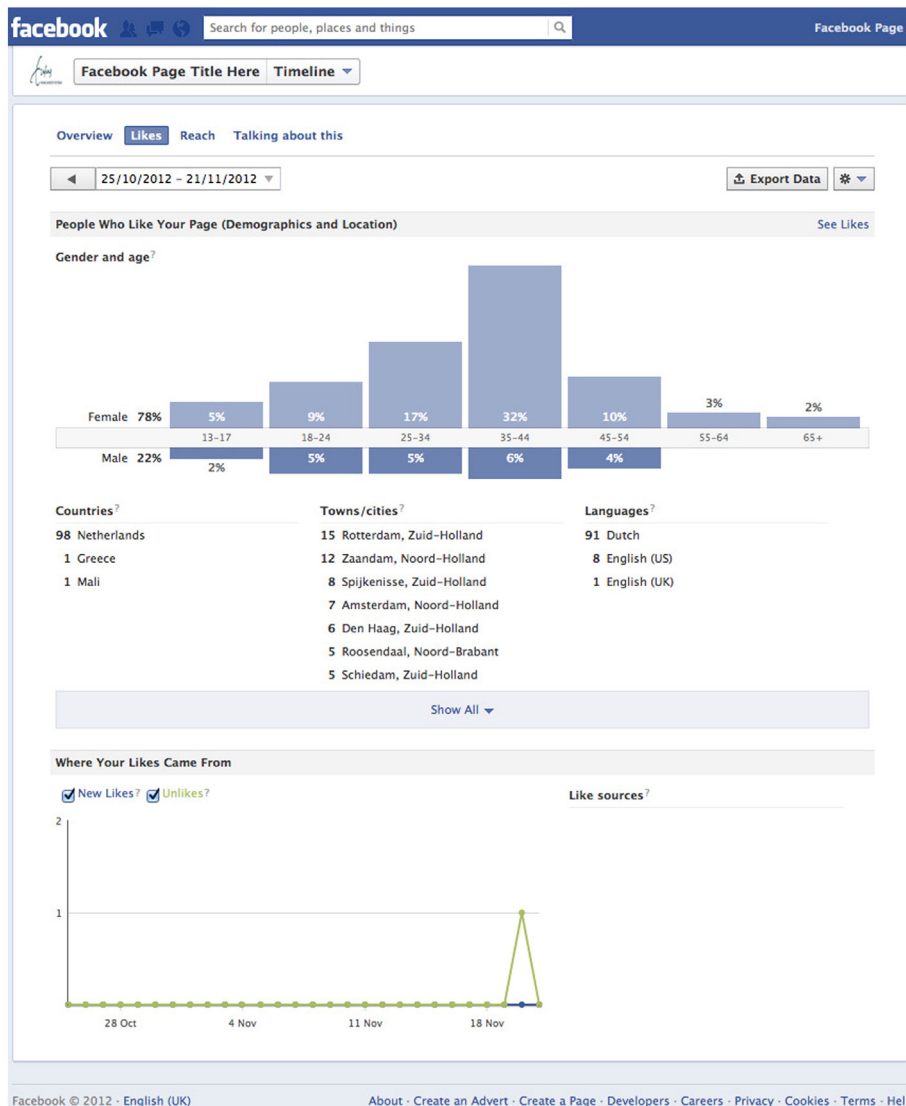 facebook Search for people, places and things Facebook Page
Facebook Page Title Here Timeline
Overview Likes Reach Talking about this
25/10/2012 – 21/11/2012 Export Data
People Who Like Your Page (Demographics and Location) See Likes
Gender and age?
Female 78% 5% 9% 17% 32% 10% 3% 2%
13–17 18–24 25–34 35–44 45–54 55–64 65+
Male 22% 2% 5% 5% 6% 4%
Countries? Towns/cities? Languages?
98 Netherlands 15 Rotterdam, Zuid-Holland 91 Dutch
1 Greece 12 Zaandam, Noord-Holland 8 English (US)
1 Mali 8 Spijkenisse, Zuid-Holland 1 English (UK)
7 Amsterdam, Noord-Holland
6 Den Haag, Zuid-Holland
5 Roosendaal, Noord-Brabant
5 Schiedam, Zuid-Holland
Show All
Where Your Likes Came From
New Likes? Unlikes? Like sources?
2
1
28 Oct 4 Nov 11 Nov 18 Nov
Facebook © 2012 · English (UK) About · Create an Advert · Create a Page · Developers · Careers · Privacy · Cookies · Terms · Hel